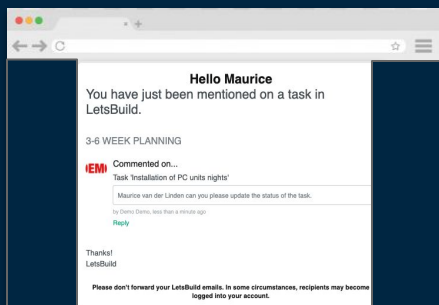 Hello Maurice
You have just been mentioned on a task in
LetsBuild.
3-6 WEEK PLANNING
(EM)
Commented on...
Task 'Installation of PC units nights'
Maurice van der Linden can you please update the status of the task.
by Demo Damo, less than a minute ago
Reply
Thanks!
LetsBuild
Please don't forward your LetsBuild emails. In some circumstances, recipients may become
logged into your account.